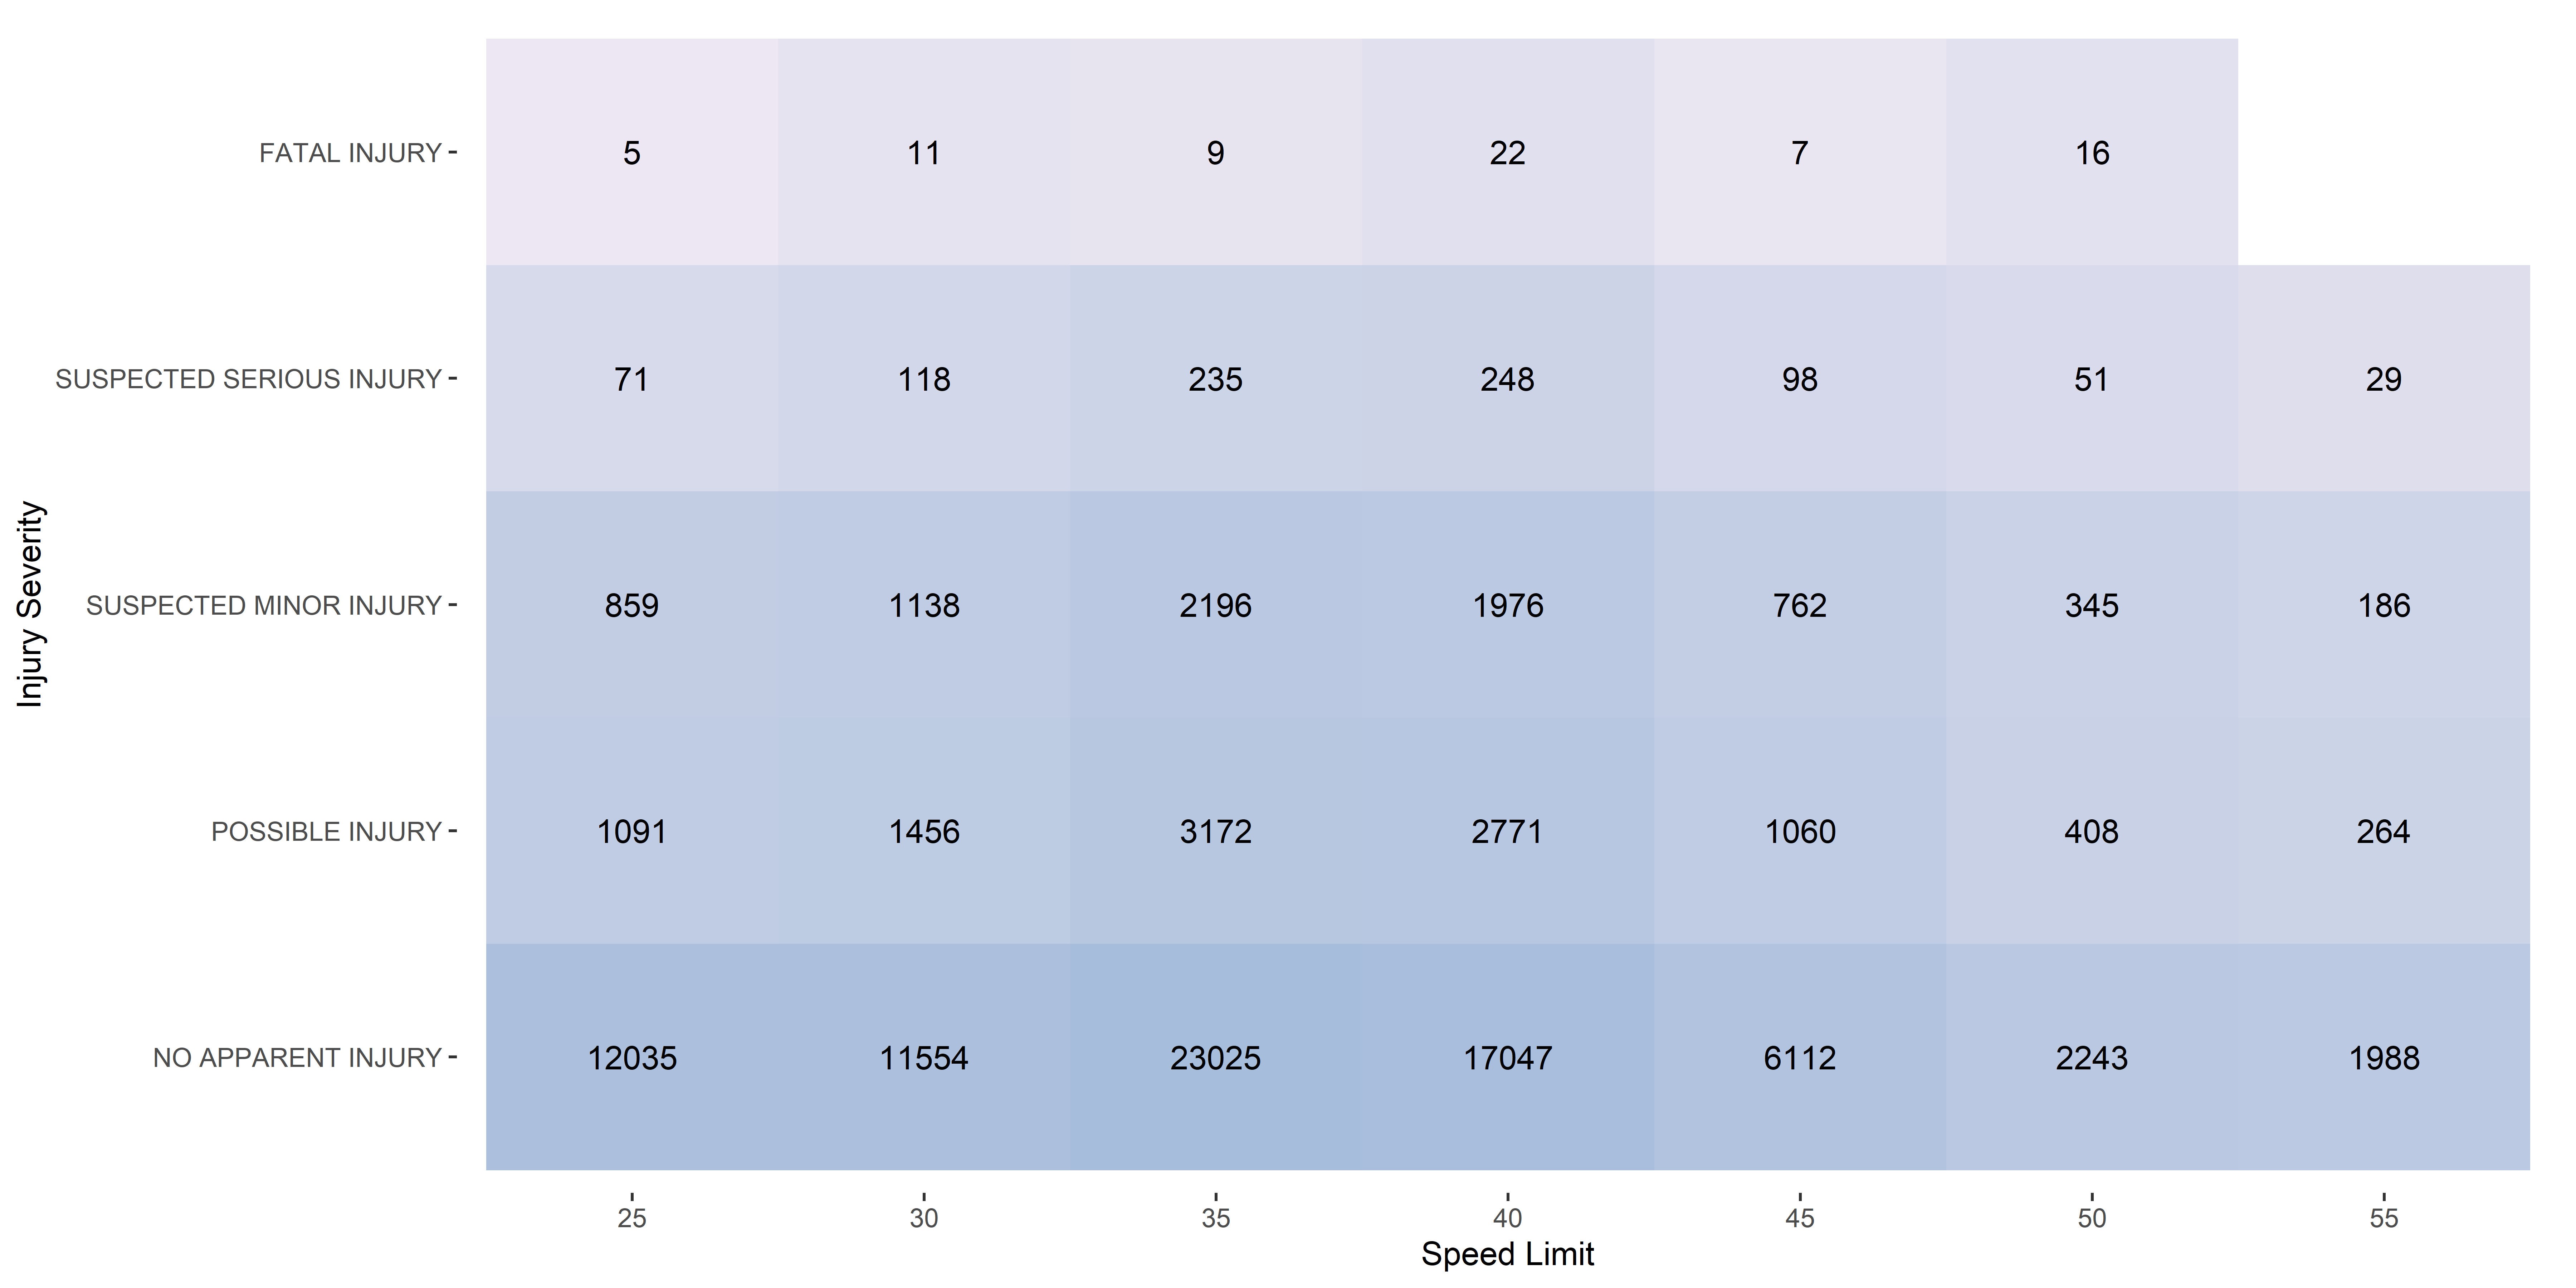 FATAL INJURY 5 11 9 22 7 16
SUSPECTED SERIOUS INJURY 71 118 235 248 98 51 29
SUSPECTED MINOR INJURY 859 1138 2196 1976 762 345 186
POSSIBLE INJURY 1091 1456 3172 2771 1060 408 264
NO APPARENT INJURY 12035 11554 23025 17047 6112 2243 1988
25 30 35 40 45 50 55
Speed Limit
Injury Severity